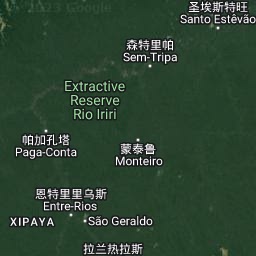 © 2023 Google
圣埃斯特旺
Santo Estêvão
森特里帕
Sem-Tripa
Extractive
Reserve
Rio Iriri
帕加孔塔
Paga-Conta
蒙泰鲁
Monteiro
恩特里里乌斯
Entre-Rios
XIPAYA
São Geraldo
拉兰热拉斯